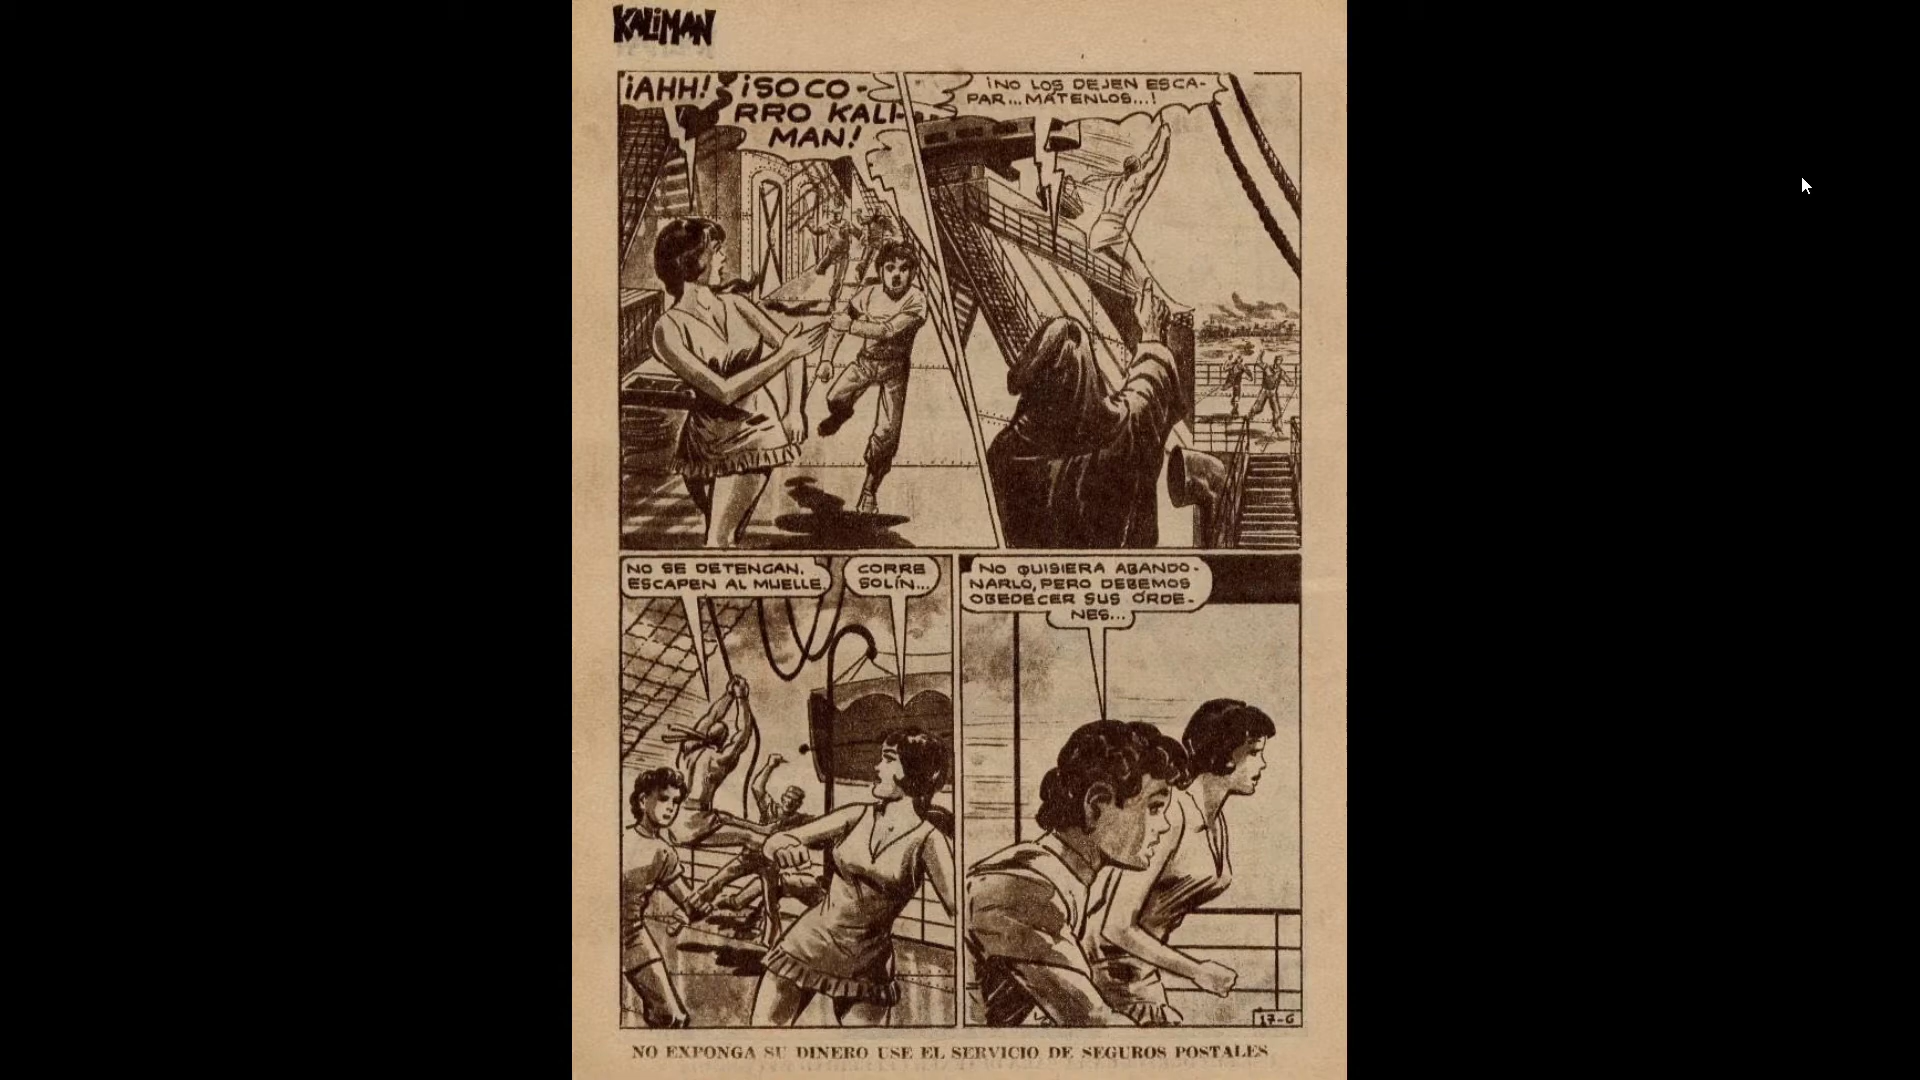 KALIMAN
¡AHH!
¡SOCO-
RRO KALI-
MAN!
¡NO LOS DEJEN ESCA-
PAR...MÁTENLOS...!
NO SE DETENGAN.
ESCAPEN AL MUELLE.
CORRE
SOLÍN...
NO QUISIERA ABANDO-
NARLO, PERO DEBEMOS
OBEDECER SUS ÓRDE-
NES...
17-6
NO EXPONGA SU DINERO USE EL SERVICIO DE SEGUROS POSTALES